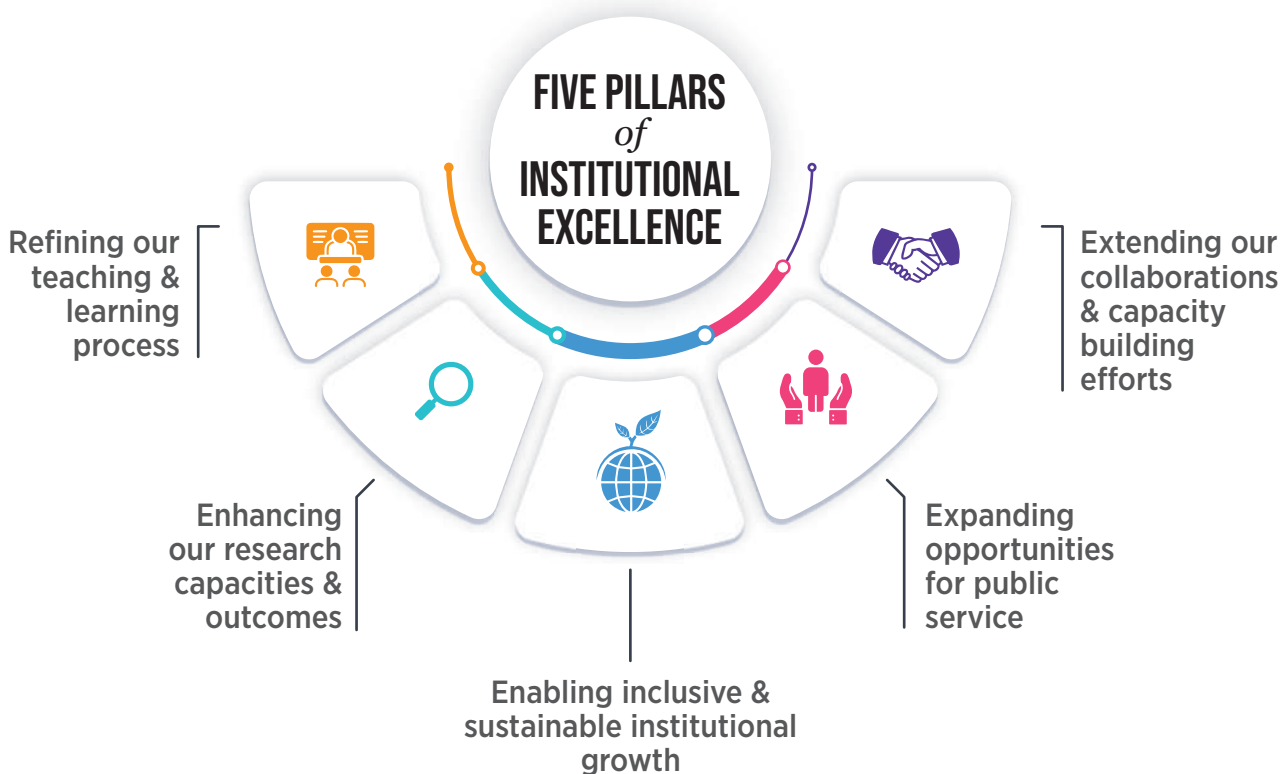 FIVE PILLARS
of
INSTITUTIONAL
EXCELLENCE
Refining our
teaching &
learning
process
Enhancing
our research
capacities &
outcomes
Enabling inclusive &
sustainable institutional
growth
Expanding
opportunities
for public
service
Extending our
collaborations
& capacity
building
efforts